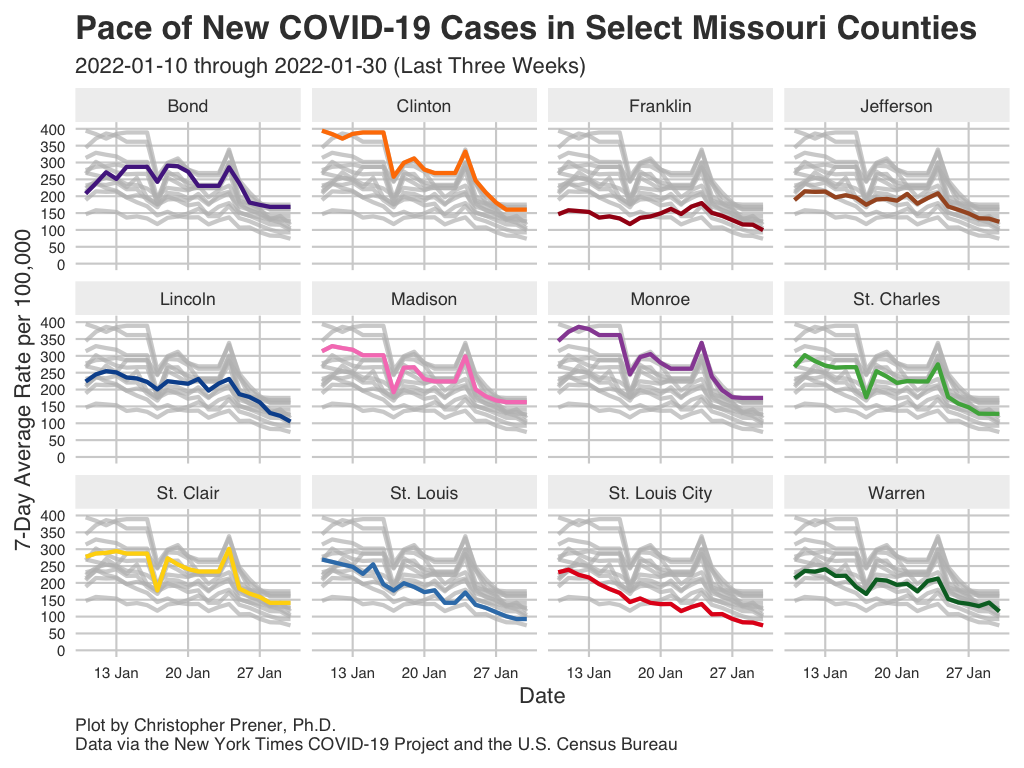 Pace of New COVID-19 Cases in Select Missouri Counties
2022-01-10 through 2022-01-30 (Last Three Weeks)
7-Day Average Rate per 100,000
Bond Clinton Franklin Jefferson
400
350
300
250
200
150
100
50
0
Lincoln Madison Monroe St. Charles
400
350
300
250
200
150
100
50
0
St. Clair St. Louis St. Louis City Warren
400
350
300
250
200
150
100
50
0
13 Jan 20 Jan 27 Jan 13 Jan 20 Jan 27 Jan 13 Jan 20 Jan 27 Jan 13 Jan 20 Jan 27 Jan
Date
Plot by Christopher Prener, Ph.D.
Data via the New York Times COVID-19 Project and the U.S. Census Bureau